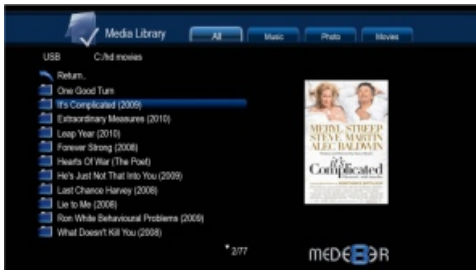 Media Library
All
Music
Photo
Movies
USB C:/hd movies
Return..
One Good Turn
It's Complicated (2009)
Extraordinary Measures (2010)
Leap Year (2010)
Forever Strong (2008)
Hearts Of War (The Poet)
He's Just Not That Into You (2009)
Last Chance Harvey (2008)
Lie to Me (2008)
Ron White Behavioural Problems (2009)
What Doesn't Kill You (2008)
2/77
MERYL STREEP
STEVE MARTIN
ALEC BALDWIN
it's
Complicated
MEDE8ER